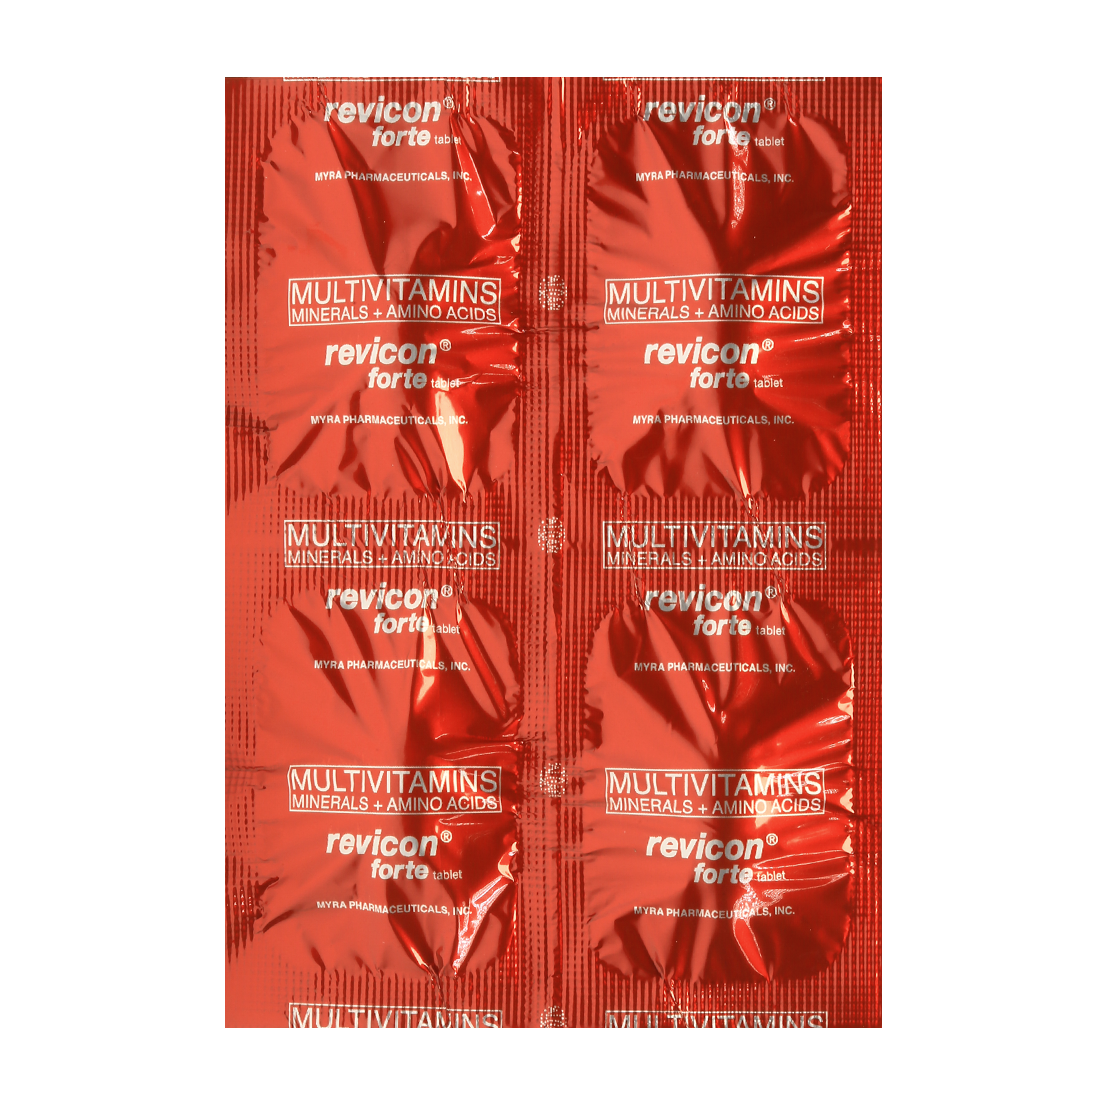 revicon®
forte tablet
MYRA PHARMACEUTICALS, INC.
revicon®
forte tablet
MYRA PHARMACEUTICALS, INC.
MULTIVITAMINS
MINERALS + AMINO ACIDS
revicon®
forte tablet
MYRA PHARMACEUTICALS, INC.
MULTIVITAMINS
MINERALS + AMINO ACIDS
revicon®
forte tablet
MYRA PHARMACEUTICALS, INC.
MULTIVITAMINS
MINERALS + AMINO ACIDS
revicon®
forte tablet
MYRA PHARMACEUTICALS, INC.
MULTIVITAMINS
MINERALS + AMINO ACIDS
revicon®
forte tablet
MYRA PHARMACEUTICALS, INC.
MULTIVITAMINS
MINERALS + AMINO ACIDS
revicon®
forte tablet
MYRA PHARMACEUTICALS, INC.
MULTIVITAMINS
MINERALS + AMINO ACIDS
revicon®
forte tablet
MYRA PHARMACEUTICALS, INC.
MULTIVITAMINS
MULTIVITAMINS